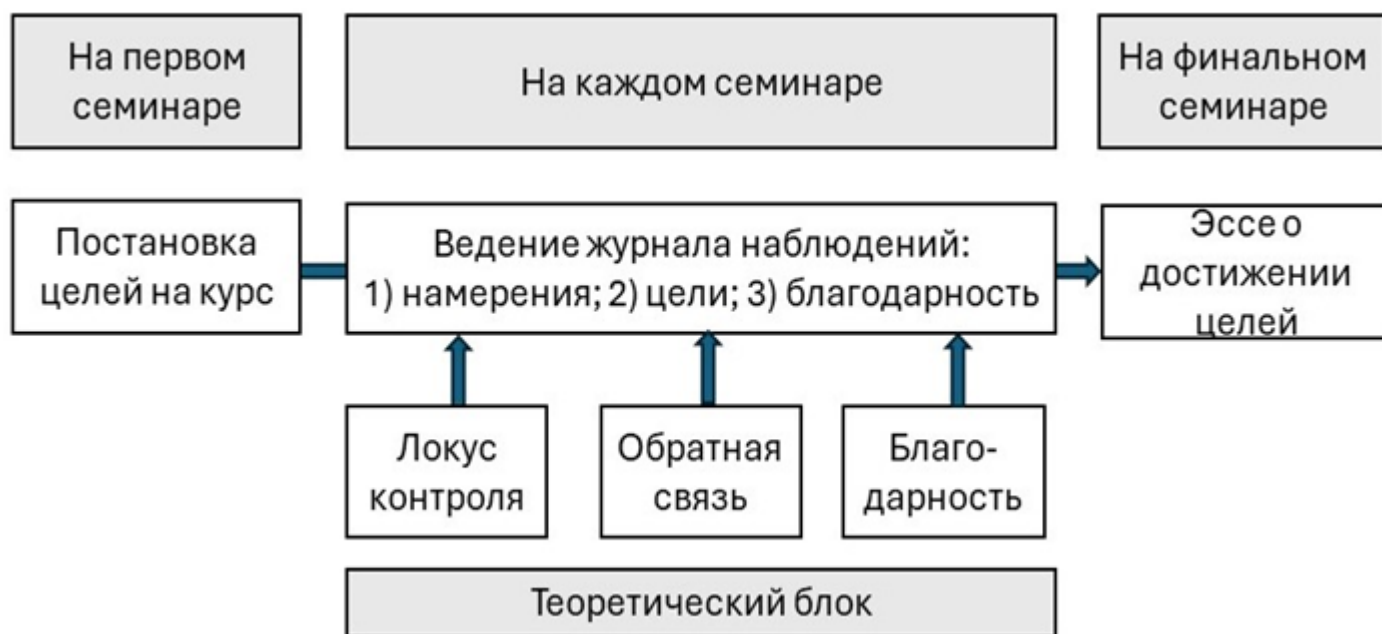 На первом
семинаре
На каждом семинаре
На финальном
семинаре
Постановка
целей на курс
Ведение журнала наблюдений:
1) намерения; 2) цели; 3) благодарность
Эссе о
достижении
целей
Локус
контроля
Обратная
связь
Благо-
дарность
Теоретический блок